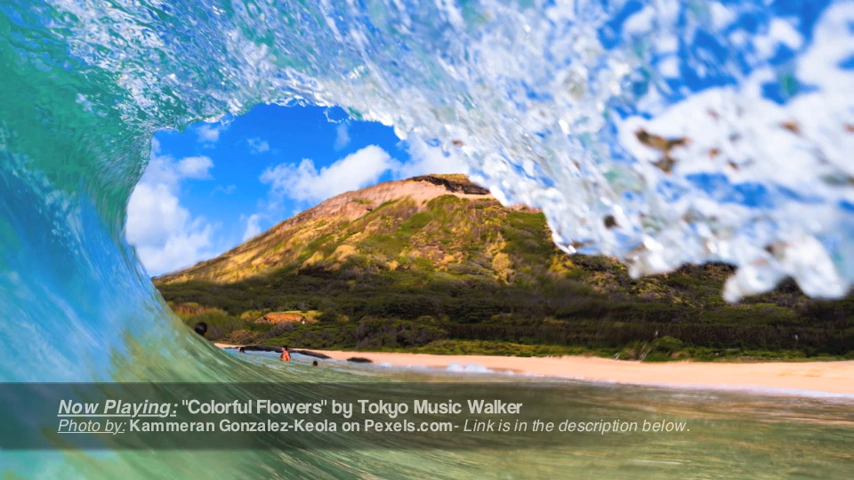 Now Playing: "Colorful Flowers" by Tokyo Music Walker
Photo by: Kammeran Gonzalez-Keola on Pexels.com- Link is in the description below.